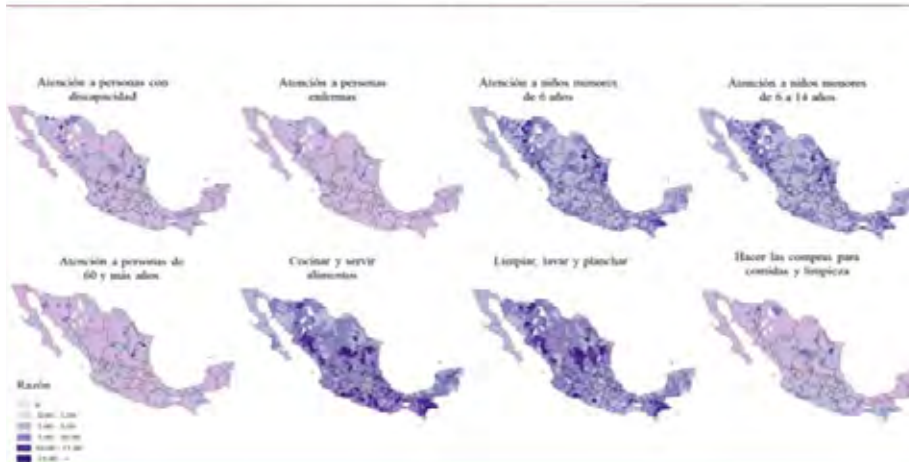 Atención a personas con
discapacidad
Atención a personas
enfermas
Atención a niños menores
de 6 años
Atención a niños menores
de 6 a 14 años
Atención a personas de
60 y más años
Cocinar y servir
alimentos
Limpiar, lavar y planchar
Hacer las compras para
comidas y limpieza
Razón